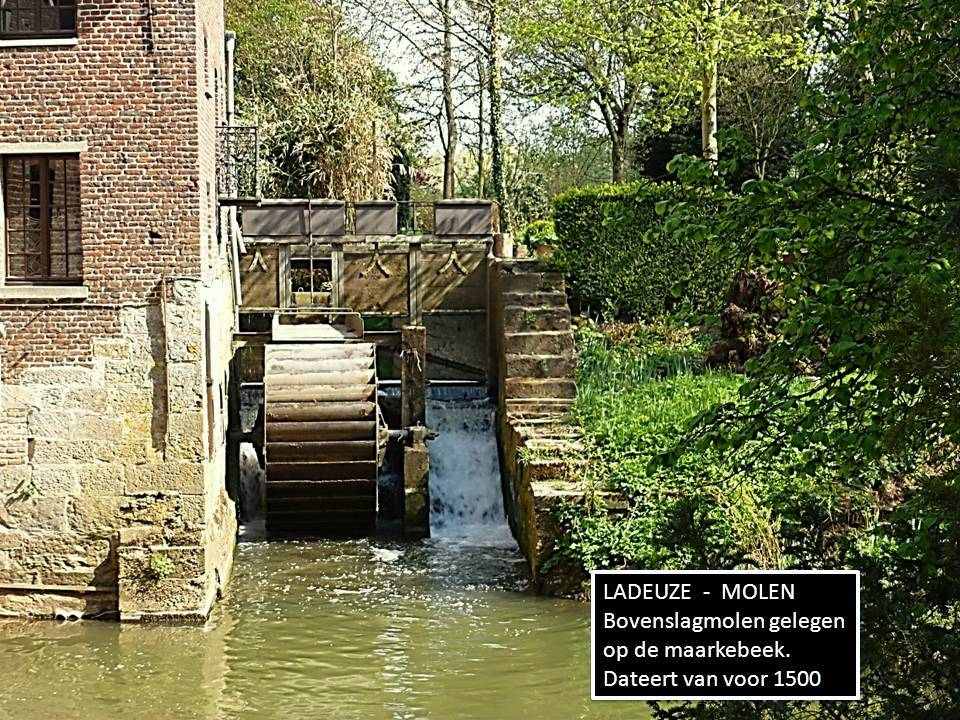 LADEUZE - MOLEN
Bovenslagmolen gelegen
op de maarkebeek.
Dateert van voor 1500